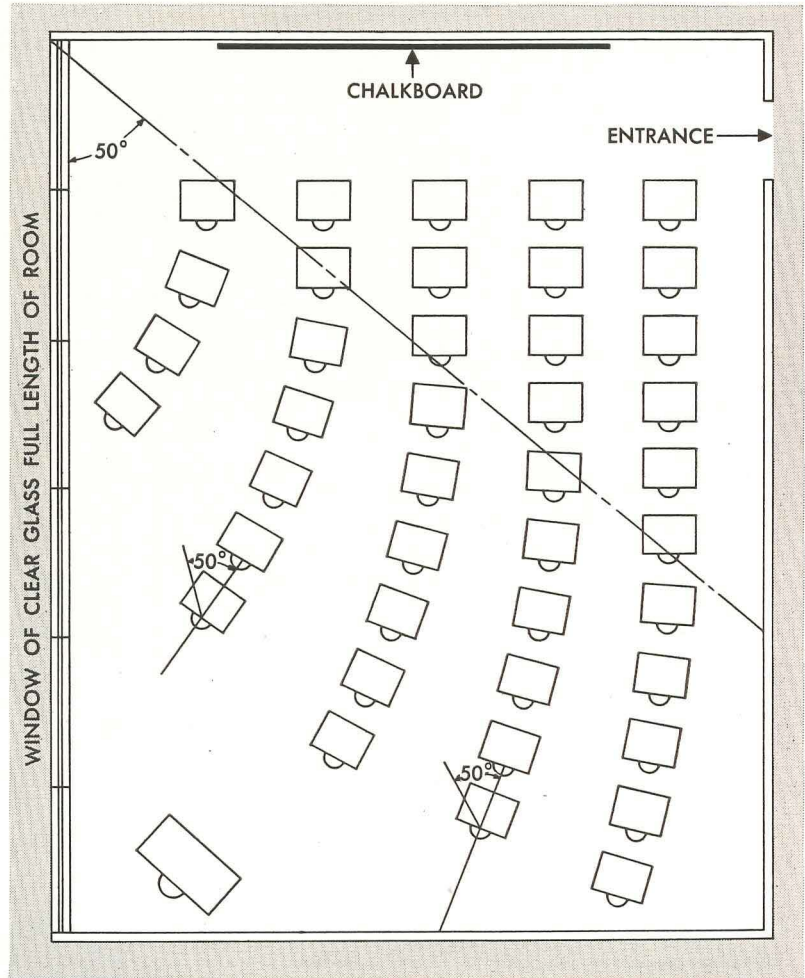 CHALKBOARD
ENTRANCE
50°
WINDOW OF CLEAR GLASS FULL LENGTH OF ROOM
50°
50°